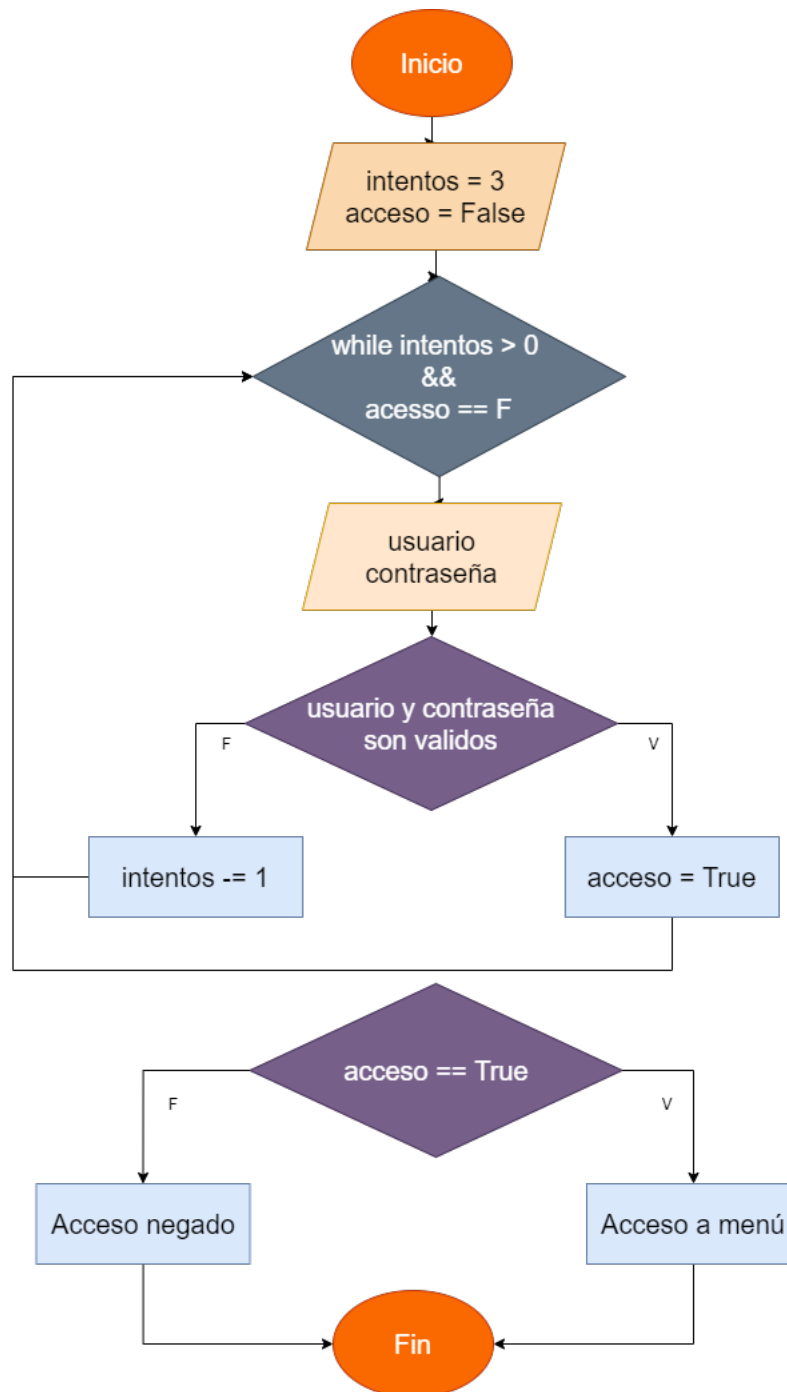 Inicio
intentos = 3
acceso = False
while intentos > 0
&&
acesso == F
usuario
contraseña
usuario y contraseña
son validos
F
V
intentos -= 1
acceso = True
acceso == True
F
V
Acceso negado
Acceso a menú
Fin